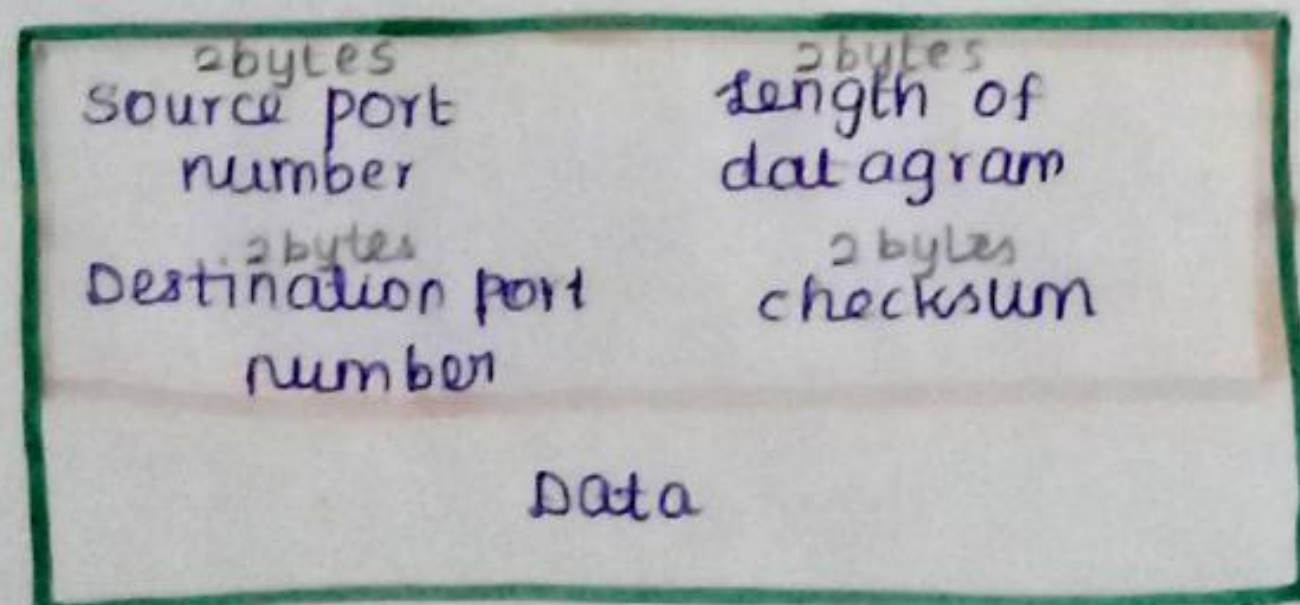 2bytes
Source port
number
2bytes
Length of
datagram
2bytes
Destination port
number
2 bytes
checksum
Data